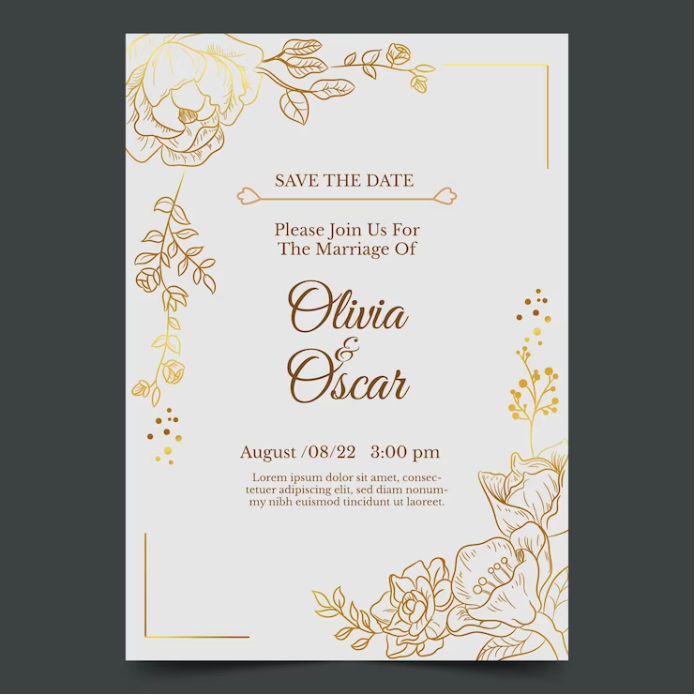 SAVE THE DATE
Please Join Us For
The Marriage Of
Olivia
&
Oscar
August /08/22 3:00 pm
Lorem ipsum dolor sit amet, consec-
tetuer adipiscing elit, sed diam nonum-
my nibh euismod tincidunt ut laoreet.